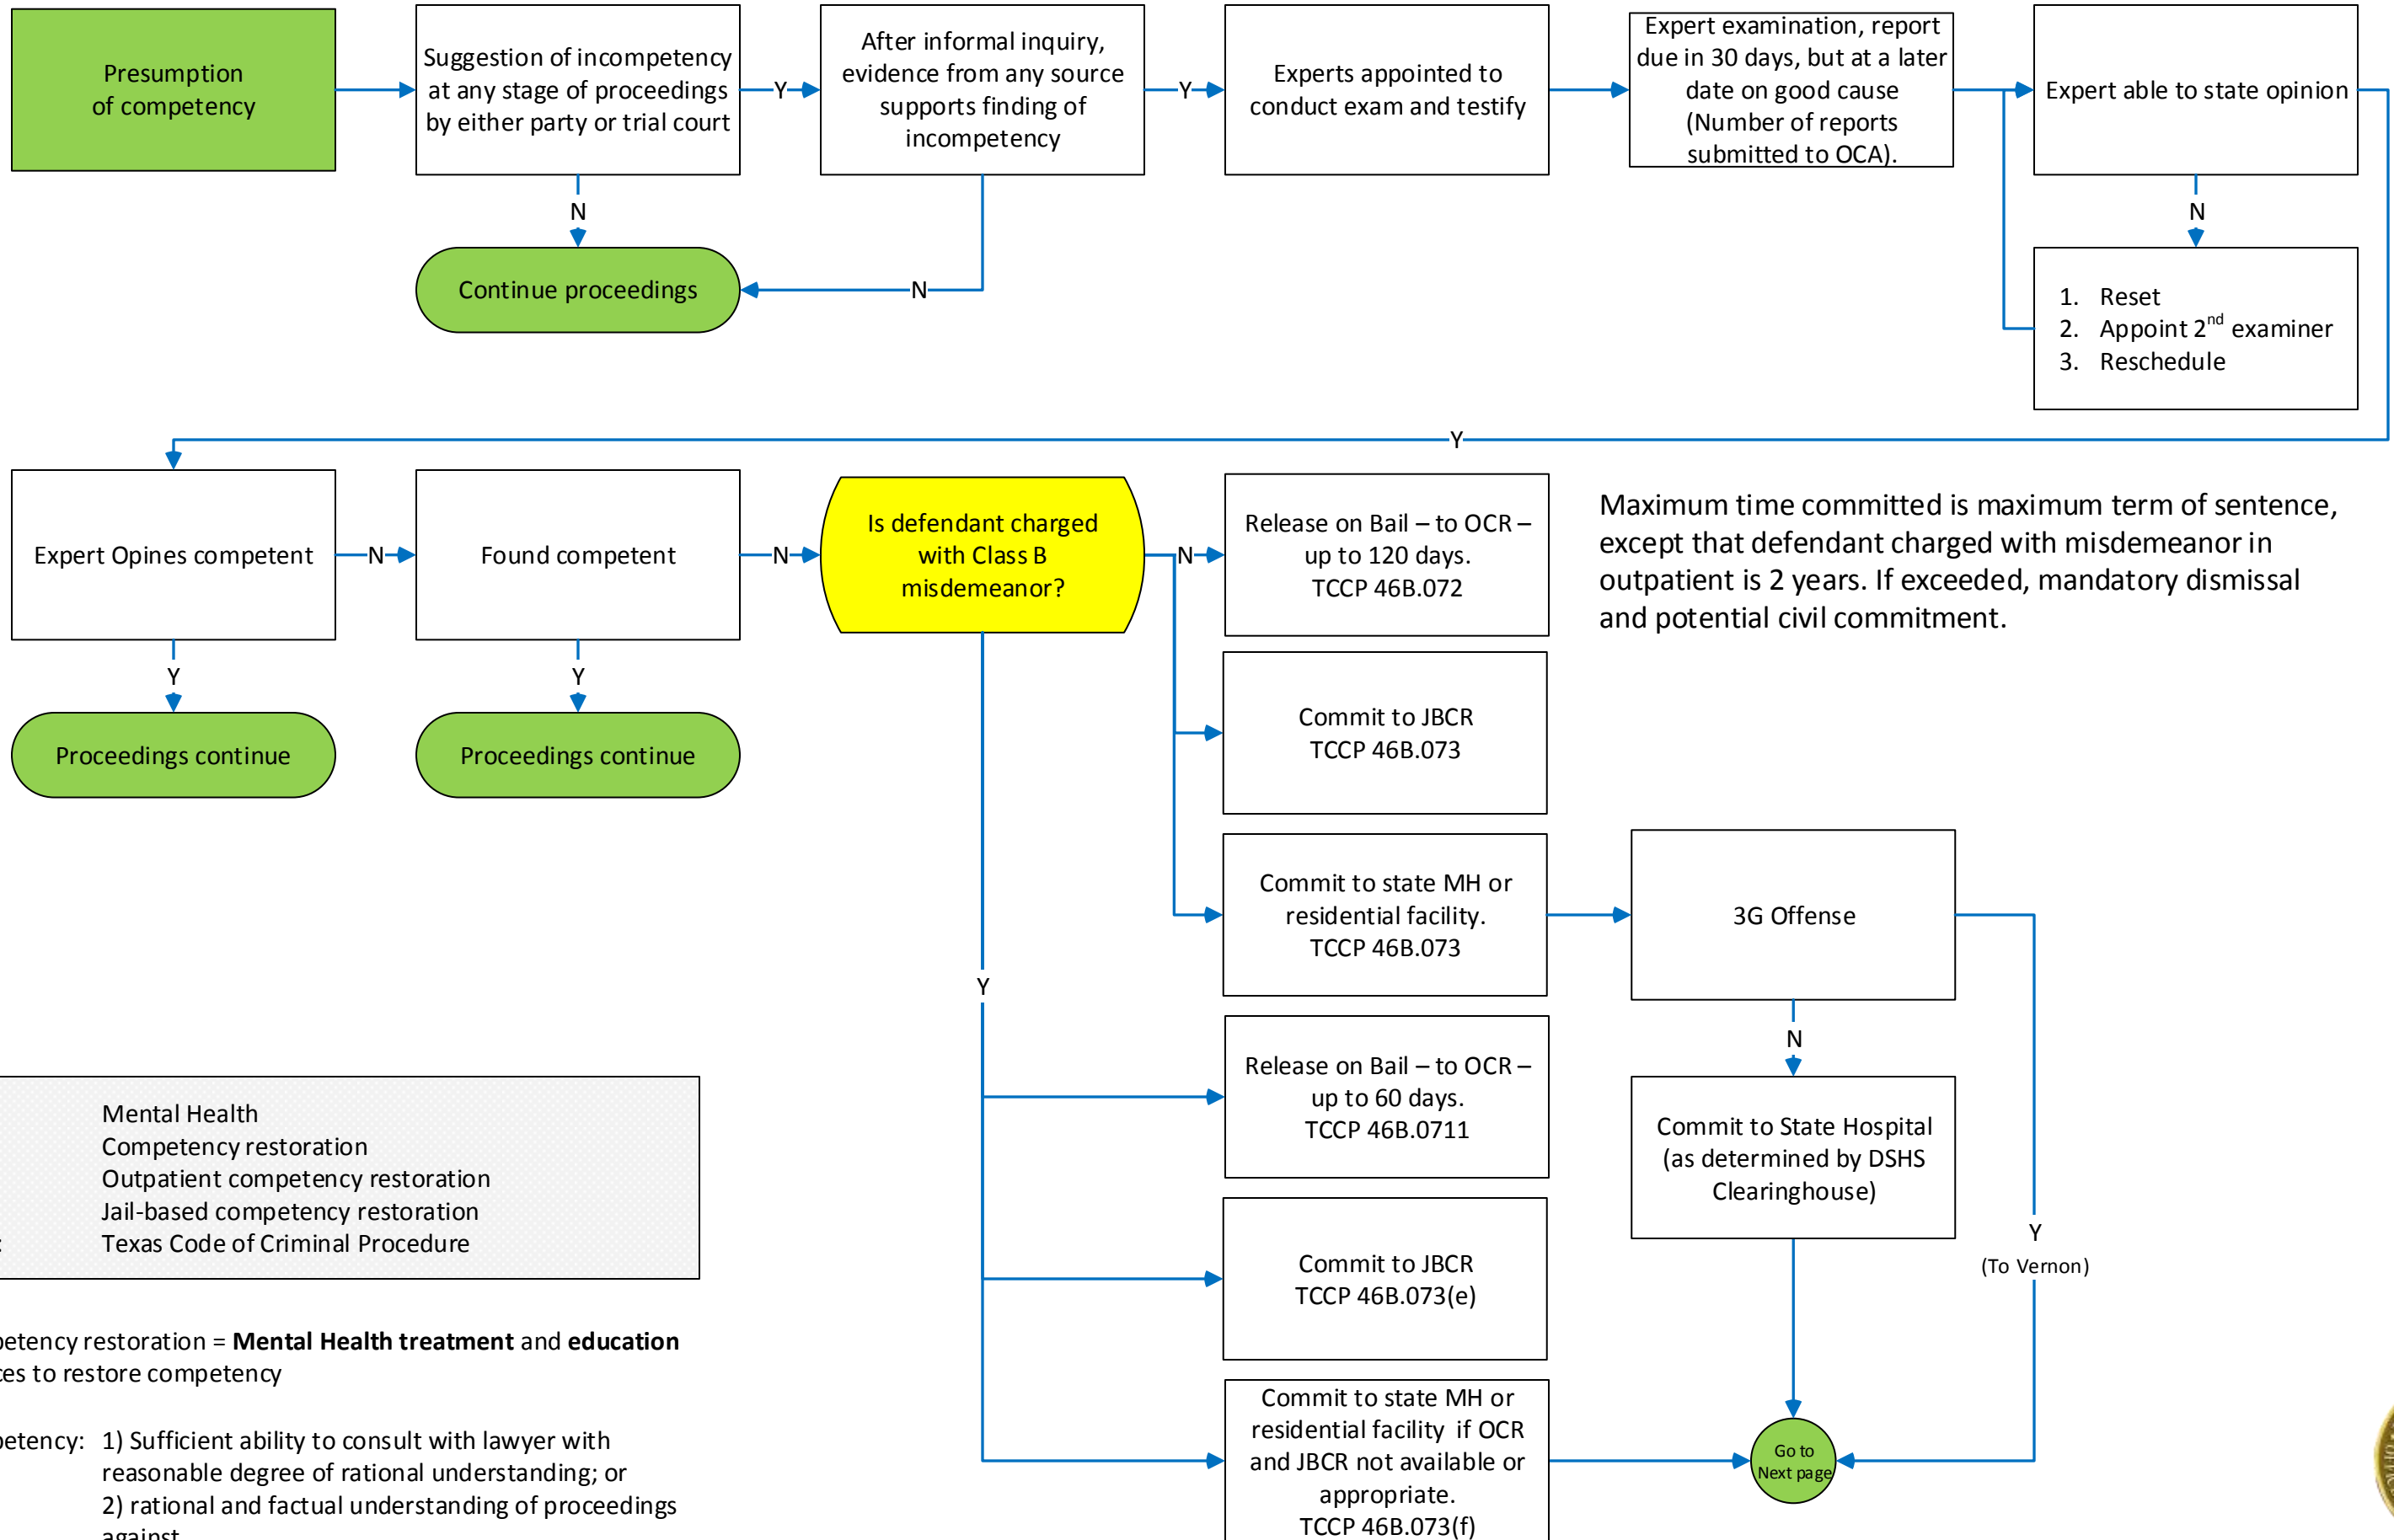 Presumption
of competency
Suggestion of incompetency
at any stage of proceedings
by either party or trial court
Y
After informal inquiry,
evidence from any source
supports finding of
incompetency
Y
Experts appointed to
conduct exam and testify
Expert examination, report
due in 30 days, but at a later
date on good cause
(Number of reports
submitted to OCA).
Expert able to state opinion
N
N
Continue proceedings
N
1. Reset
2. Appoint 2nd examiner
3. Reschedule
Y
Expert Opines competent
N
Found competent
N
Is defendant charged
with Class B
misdemeanor?
N
Release on Bail – to OCR –
up to 120 days.
TCCP 46B.072
Maximum time committed is maximum term of sentence,
except that defendant charged with misdemeanor in
outpatient is 2 years. If exceeded, mandatory dismissal
and potential civil commitment.
Y
Y
Proceedings continue
Proceedings continue
Commit to JBCR
TCCP 46B.073
Commit to state MH or
residential facility.
TCCP 46B.073
3G Offense
Y
N
Release on Bail – to OCR –
up to 60 days.
TCCP 46B.0711
Commit to State Hospital
(as determined by DSHS
Clearinghouse)
Y
(To Vernon)
Mental Health
Competency restoration
Outpatient competency restoration
Jail-based competency restoration
: Texas Code of Criminal Procedure
Commit to JBCR
TCCP 46B.073(e)
petency restoration = Mental Health treatment and education
ces to restore competency
Commit to state MH or
residential facility if OCR
and JBCR not available or
appropriate.
TCCP 46B.073(f)
Go to
Next page
petency: 1) Sufficient ability to consult with lawyer with
reasonable degree of rational understanding; or
2) rational and factual understanding of proceedings
against